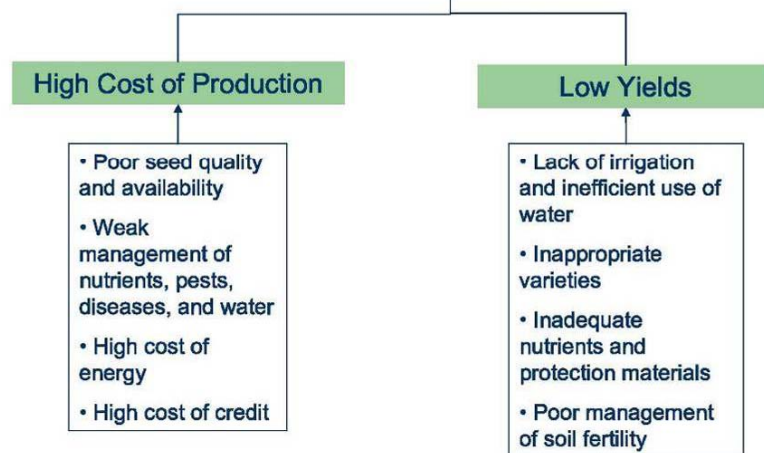 High Cost of Production
• Poor seed quality
and availability
• Weak
management of
nutrients, pests,
diseases, and water
• High cost of
energy
• High cost of credit
Low Yields
• Lack of irrigation
and inefficient use of
water
• Inappropriate
varieties
• Inadequate
nutrients and
protection materials
• Poor management
of soil fertility